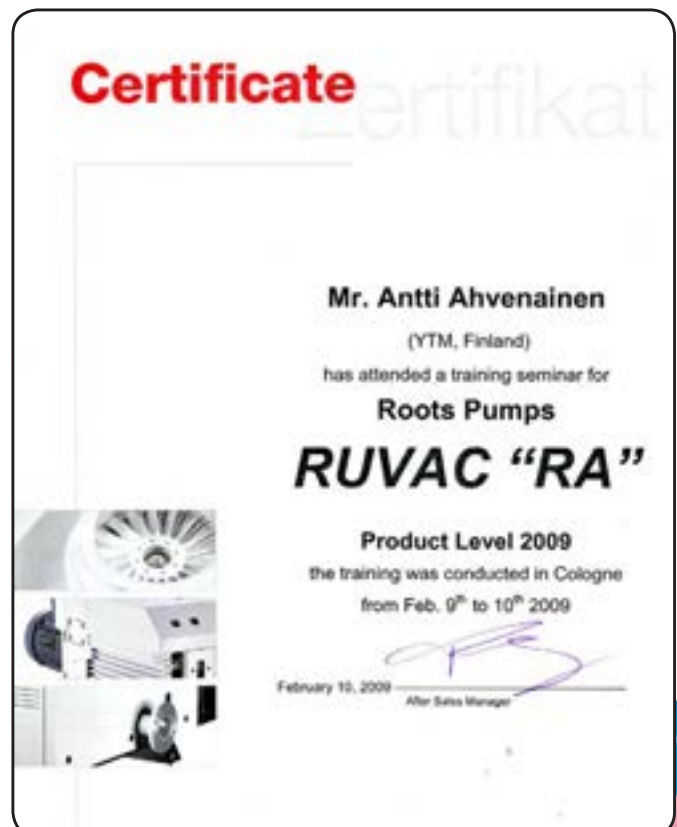 Certificate
Zertifikat
Mr. Antti Ahvenainen
(YTM, Finland)
has attended a training seminar for
Roots Pumps
RUVAC “RA”
Product Level 2009
the training was conducted in Cologne
from Feb. 9th to 10th 2009
February 10, 2009
After Sales Manager